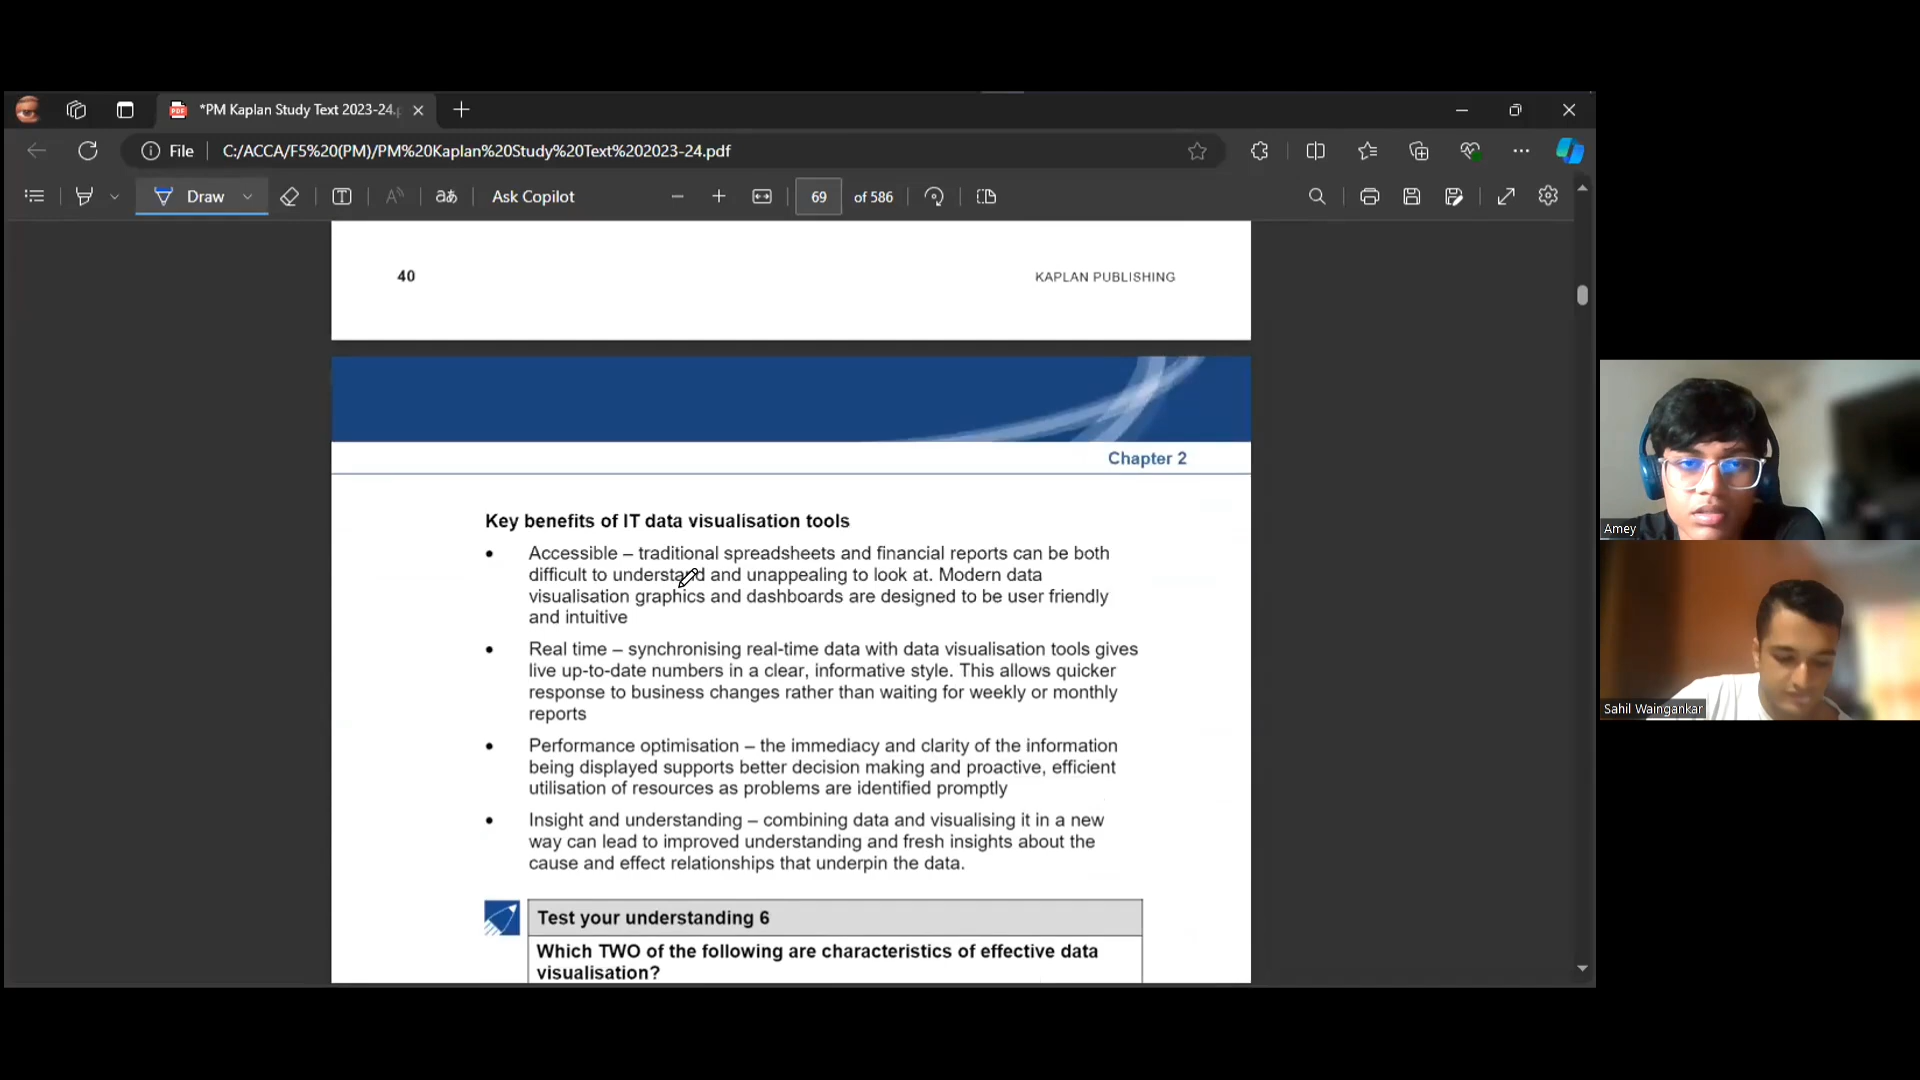 *PM Kaplan Study Text 2023-24.p
File
C:/ACCA/F5%20(PM)/PM%20Kaplan%20Study%20Text%202023-24.pdf
Draw
aあ
Ask Copilot
69
of 586
40
KAPLAN PUBLISHING
Chapter 2
Key benefits of IT data visualisation tools
• Accessible – traditional spreadsheets and financial reports can be both
difficult to understand and unappealing to look at. Modern data
visualisation graphics and dashboards are designed to be user friendly
and intuitive
• Real time – synchronising real-time data with data visualisation tools gives
live up-to-date numbers in a clear, informative style. This allows quicker
response to business changes rather than waiting for weekly or monthly
reports
• Performance optimisation – the immediacy and clarity of the information
being displayed supports better decision making and proactive, efficient
utilisation of resources as problems are identified promptly
• Insight and understanding – combining data and visualising it in a new
way can lead to improved understanding and fresh insights about the
cause and effect relationships that underpin the data.
Test your understanding 6
Which TWO of the following are characteristics of effective data
visualisation?
Amey
Sahil Waingankar